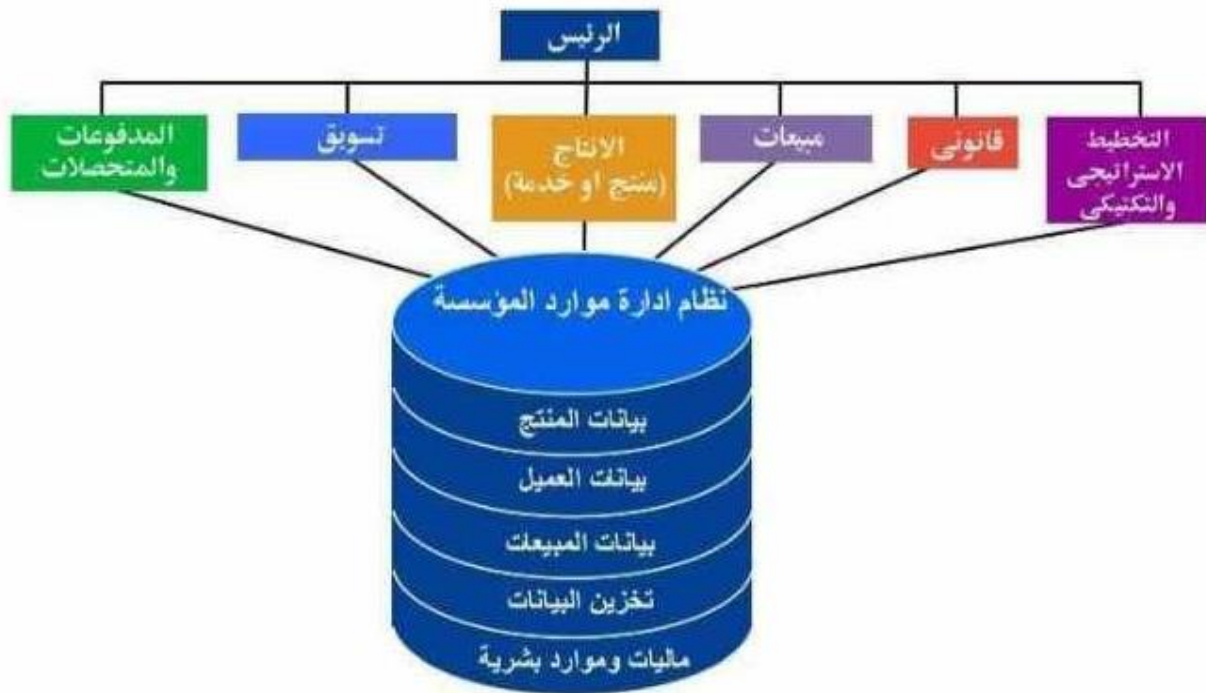 الرئيس
التخطيط
الاستراتيجى
والتكتيكى
قانونى
مبيعات
الانتاج
(منتج او خدمة)
تسويق
المدفوعات
والمتحصلات
نظام ادارة موارد المؤسسة
بيانات المنتج
بيانات العميل
بيانات المبيعات
تخزين البيانات
ماليات وموارد بشرية